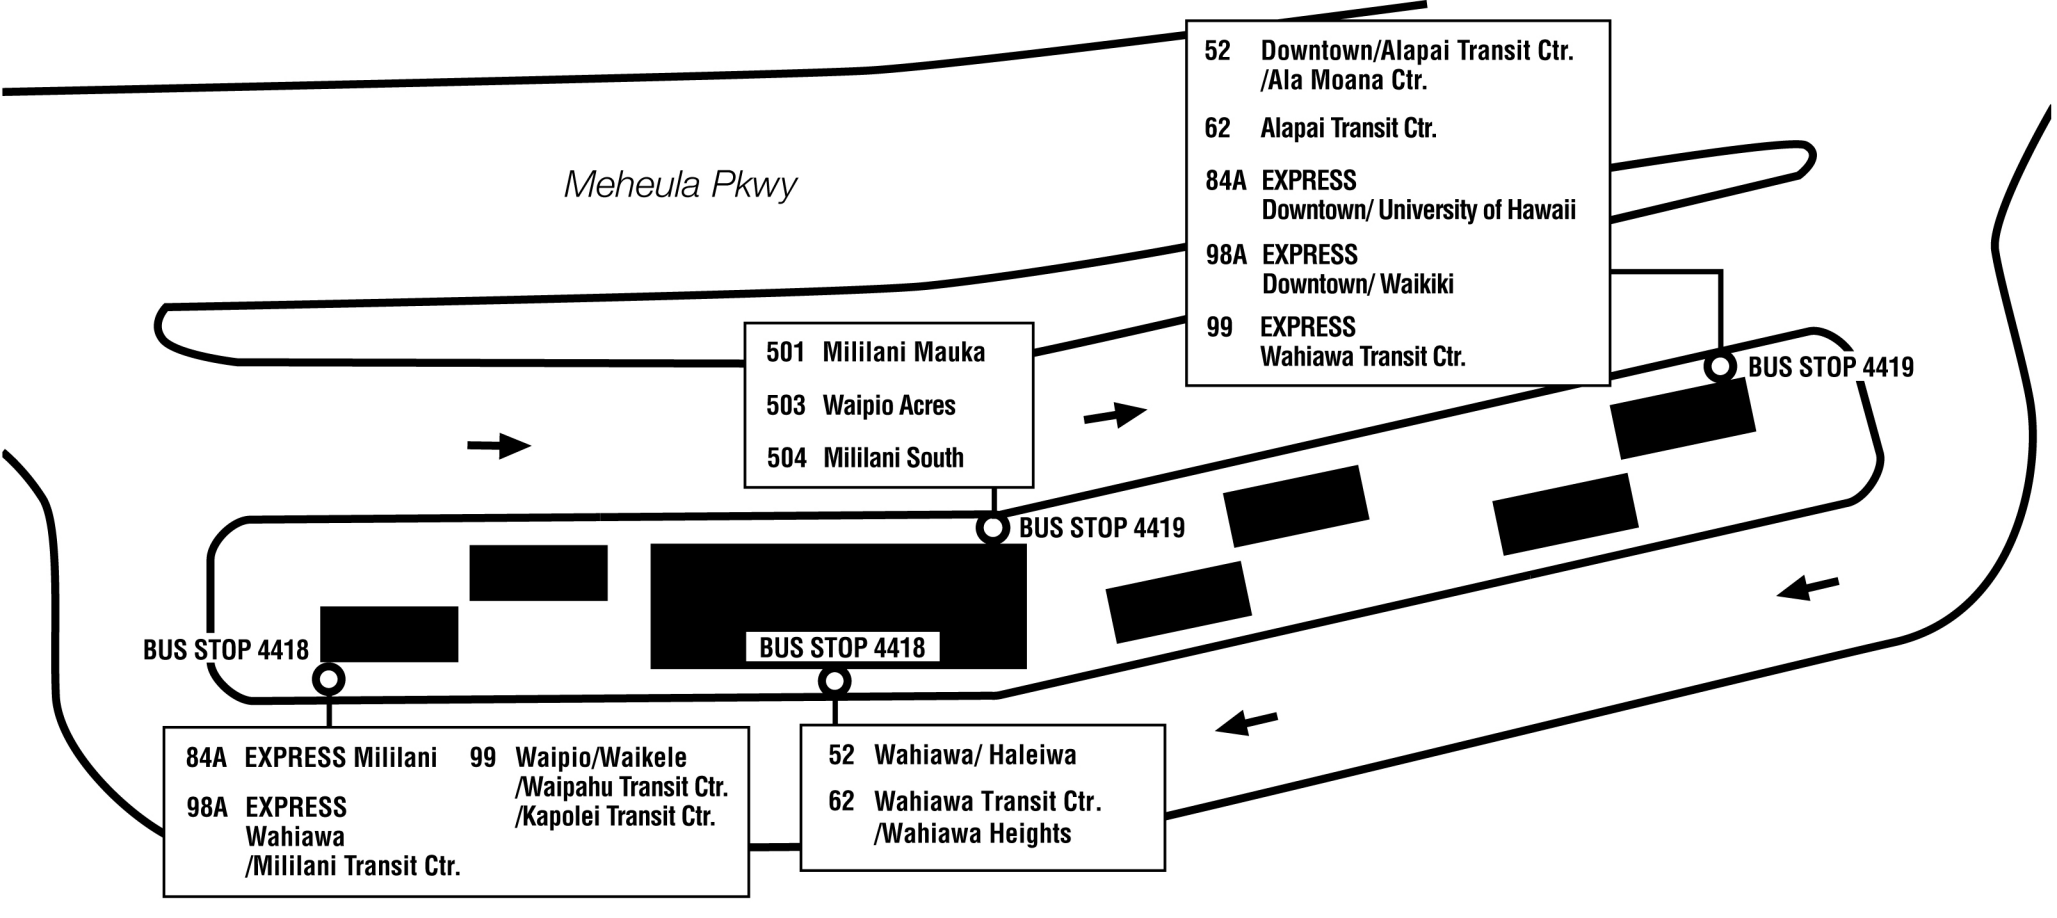 52 Downtown/Alapai Transit Ctr.
/Ala Moana Ctr.
62 Alapai Transit Ctr.
84A EXPRESS
Downtown/ University of Hawaii
98A EXPRESS
Downtown/ Waikiki
99 EXPRESS
Wahiawa Transit Ctr.
Meheula Pkwy
501 Mililani Mauka
503 Waipio Acres
504 Mililani South
BUS STOP 4419
BUS STOP 4419
BUS STOP 4418
BUS STOP 4418
84A EXPRESS Mililani
98A EXPRESS
Wahiawa
/Mililani Transit Ctr.
99 Waipio/Waikele
/Waipahu Transit Ctr.
/Kapolei Transit Ctr.
52 Wahiawa/ Haleiwa
62 Wahiawa Transit Ctr.
/Wahiawa Heights